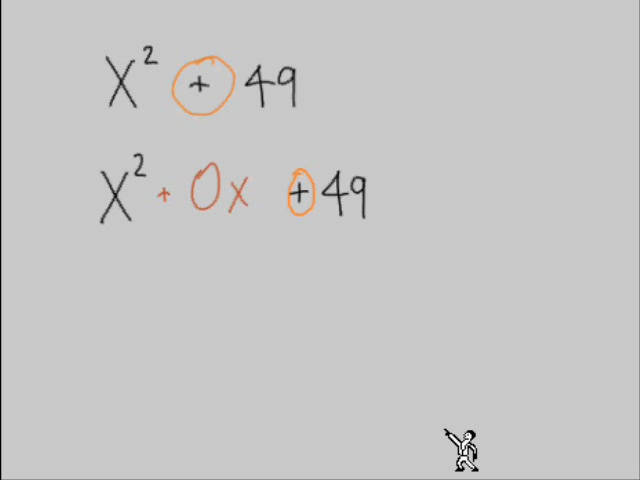 X² + 49
X² + 0x + 49